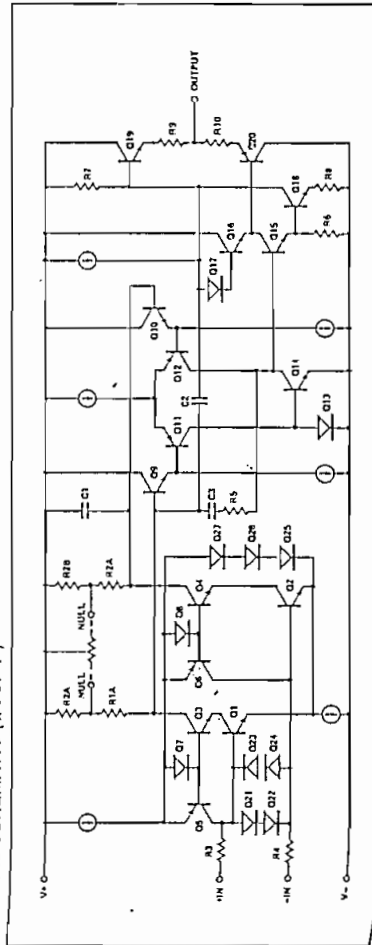 V+
R2A
R2B
C1
R7
NULL
NULL
R1A
R2A
Q19
R9
Q9
Q10
OUTPUT
Q7
Q8
Q11
Q12
Q16
R10
Q5
Q3
Q6
Q4
Q27
C3
C2
Q17
Q20
R3
Q26
R5
Q15
Q18
+IN
Q21
Q23
Q1
Q2
Q25
Q14
R6
R8
Q22
Q24
Q13
R4
-IN
V-